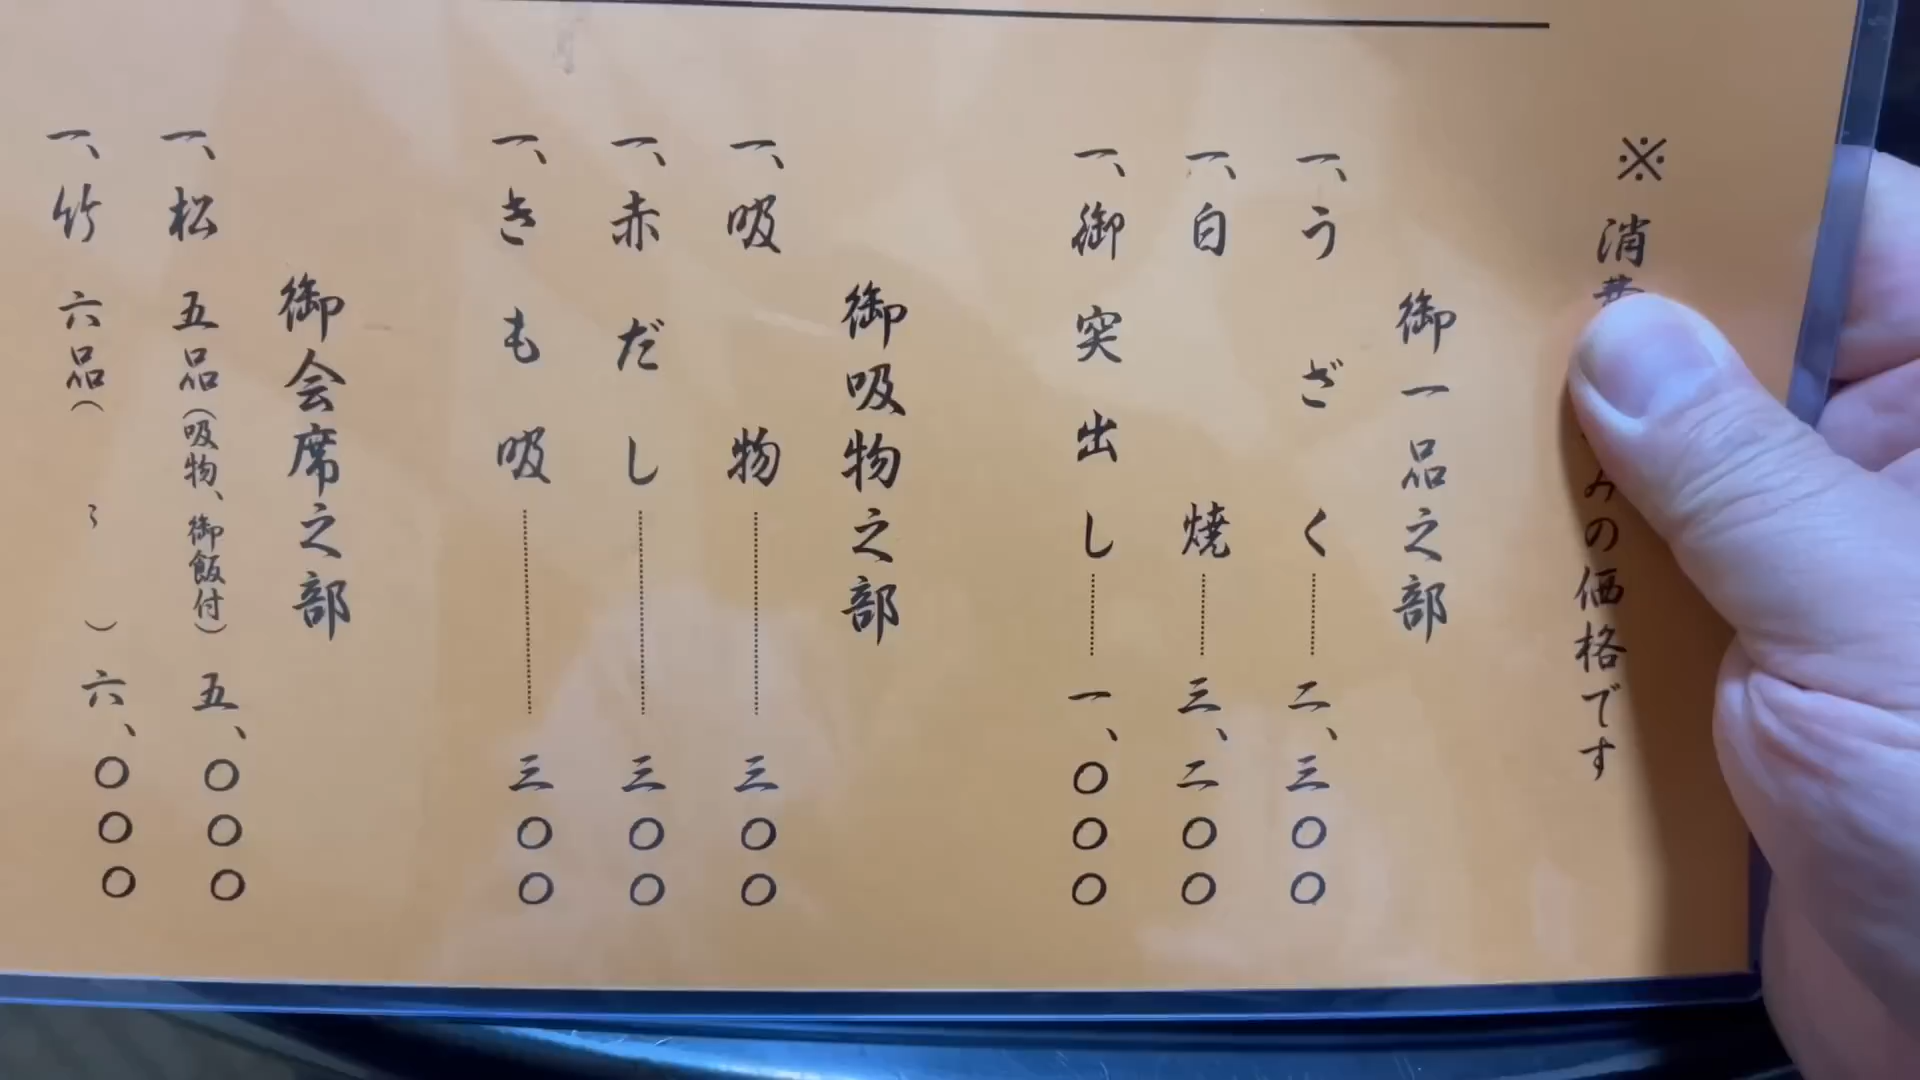 ※消費みの価格です
御一品之部
一、うざく 二、三〇〇
一、白焼 三、二〇〇
一、御突出し 一、〇〇〇
御吸物之部
一、吸物 三〇〇
一、赤だし 三〇〇
一、きも吸 三〇〇
御会席之部
一、松 五品(吸物、御飯付) 五、〇〇〇
一、竹 六品( 〃 ) 六、〇〇〇